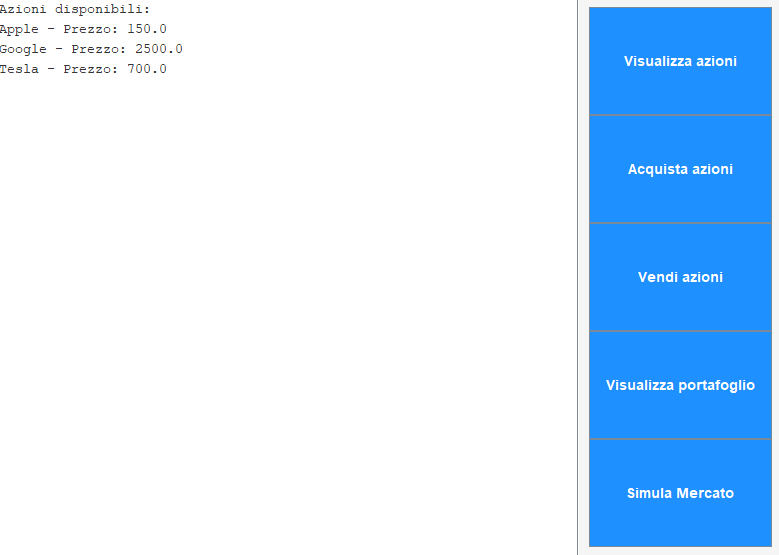 Azioni disponibili:
Apple - Prezzo: 150.0
Google - Prezzo: 2500.0
Tesla - Prezzo: 700.0
Visualizza azioni
Acquista azioni
Vendi azioni
Visualizza portafoglio
Simula Mercato